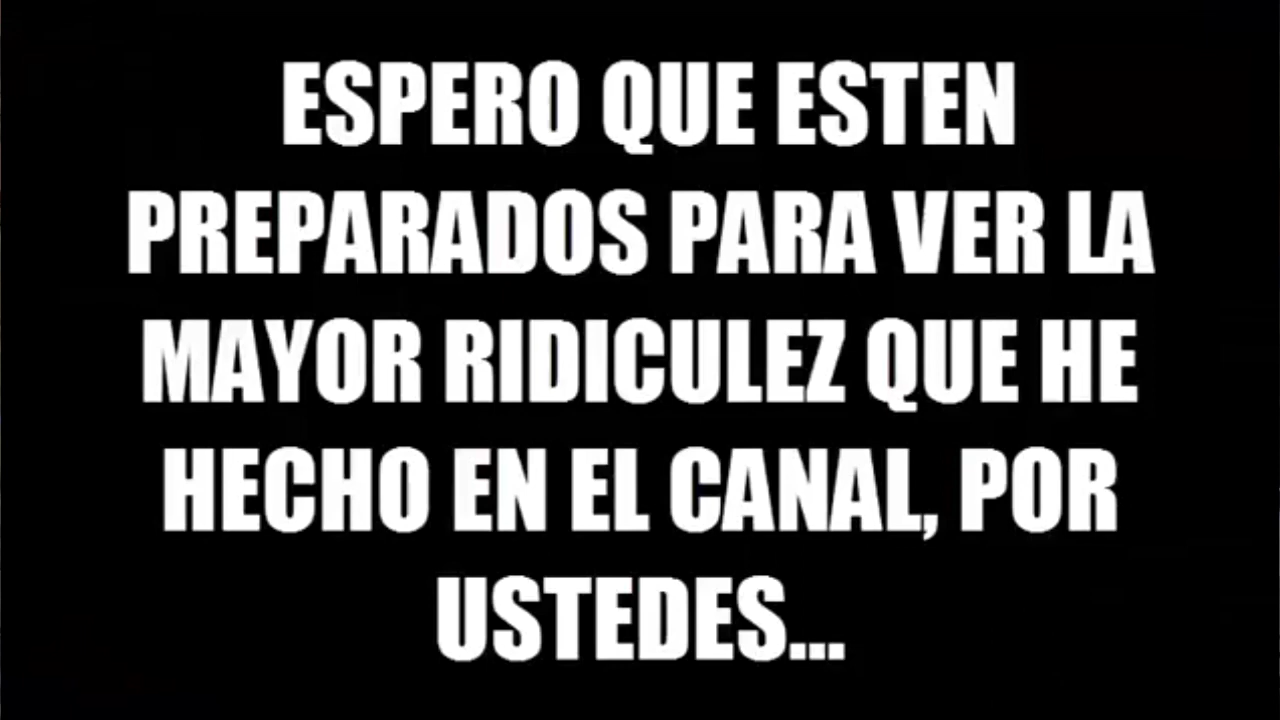 ESPERO QUE ESTEN
PREPARADOS PARA VER LA
MAYOR RIDICULEZ QUE HE
HECHO EN EL CANAL, POR
USTEDES...